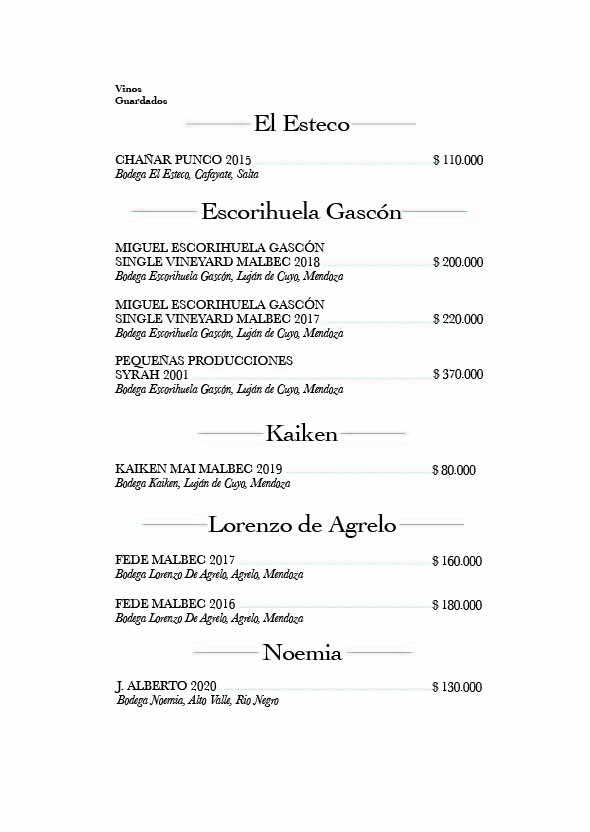 Vinos
Guardados
El Esteco
CHAÑAR PUNCO 2015 $ 110.000
Bodega El Esteco, Cafayate, Salta
Escorihuela Gascón
MIGUEL ESCORIHUELA GASCÓN
SINGLE VINEYARD MALBEC 2018 $ 200.000
Bodega Escorihuela Gascón, Luján de Cuyo, Mendoza
MIGUEL ESCORIHUELA GASCÓN
SINGLE VINEYARD MALBEC 2017 $ 220.000
Bodega Escorihuela Gascón, Luján de Cuyo, Mendoza
PEQUEÑAS PRODUCCIONES
SYRAH 2001 $ 370.000
Bodega Escorihuela Gascón, Luján de Cuyo, Mendoza
Kaiken
KAIKEN MAI MALBEC 2019 $ 80.000
Bodega Kaiken, Luján de Cuyo, Mendoza
Lorenzo de Agrelo
FEDE MALBEC 2017 $ 160.000
Bodega Lorenzo De Agrelo, Agrelo, Mendoza
FEDE MALBEC 2016 $ 180.000
Bodega Lorenzo De Agrelo, Agrelo, Mendoza
Noemia
J. ALBERTO 2020 $ 130.000
Bodega Noemia, Alto Valle, Rio Negro